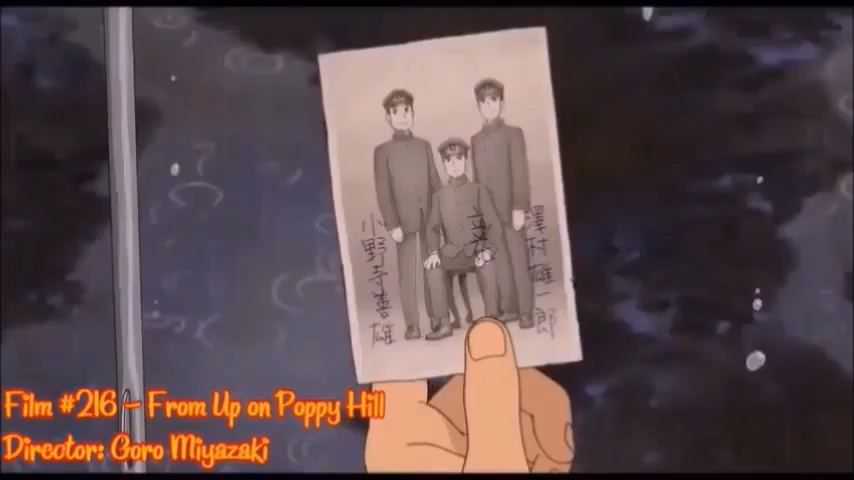 小野寺善雄
澤村雄一郎
Film #216 – From Up on Poppy Hill
Director: Goro Miyazaki